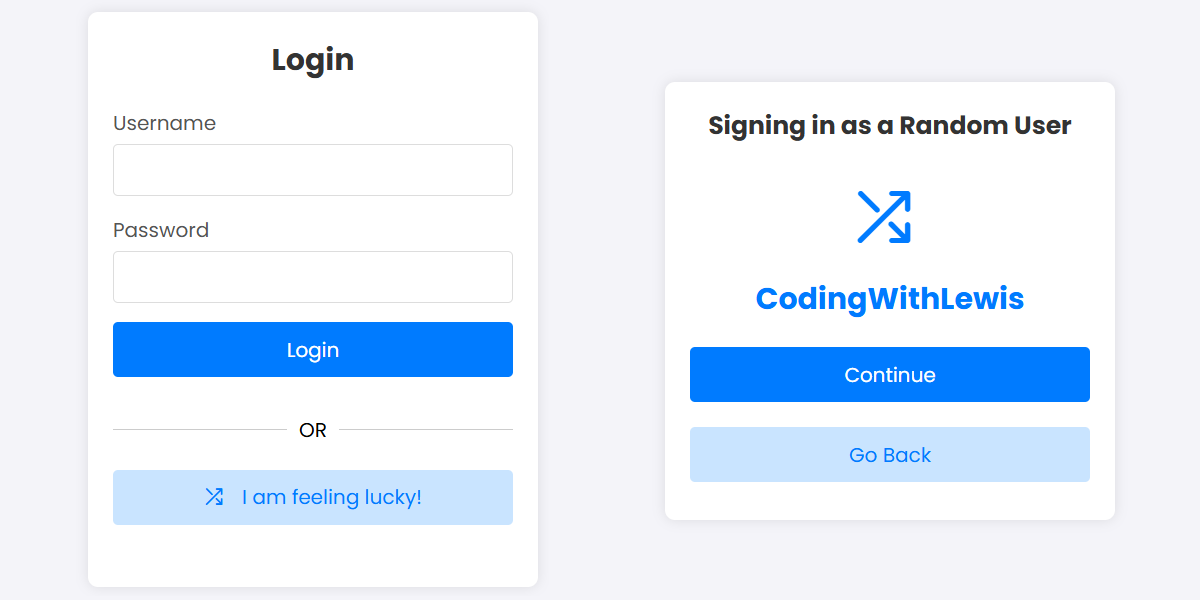 Login
Username
Password
Login
OR
I am feeling lucky!
Signing in as a Random User
CodingWithLewis
Continue
Go Back